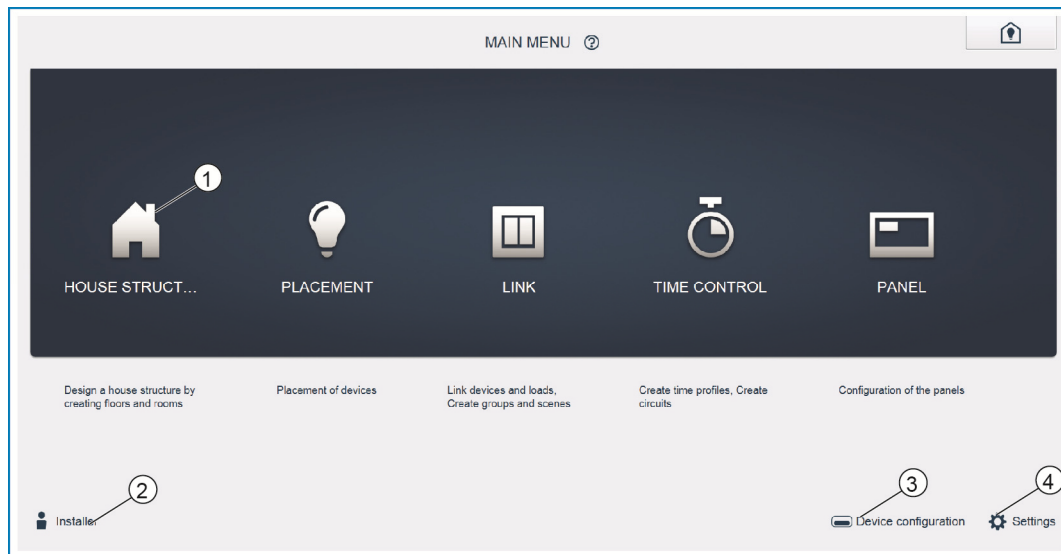 MAIN MENU ?
1
HOUSE STRUCT...
PLACEMENT
LINK
TIME CONTROL
PANEL
Design a house structure by
creating floors and rooms
Placement of devices
Link devices and loads,
Create groups and scenes
Create time profiles, Create
circuits
Configuration of the panels
2
Installer
3
Device configuration
4
Settings